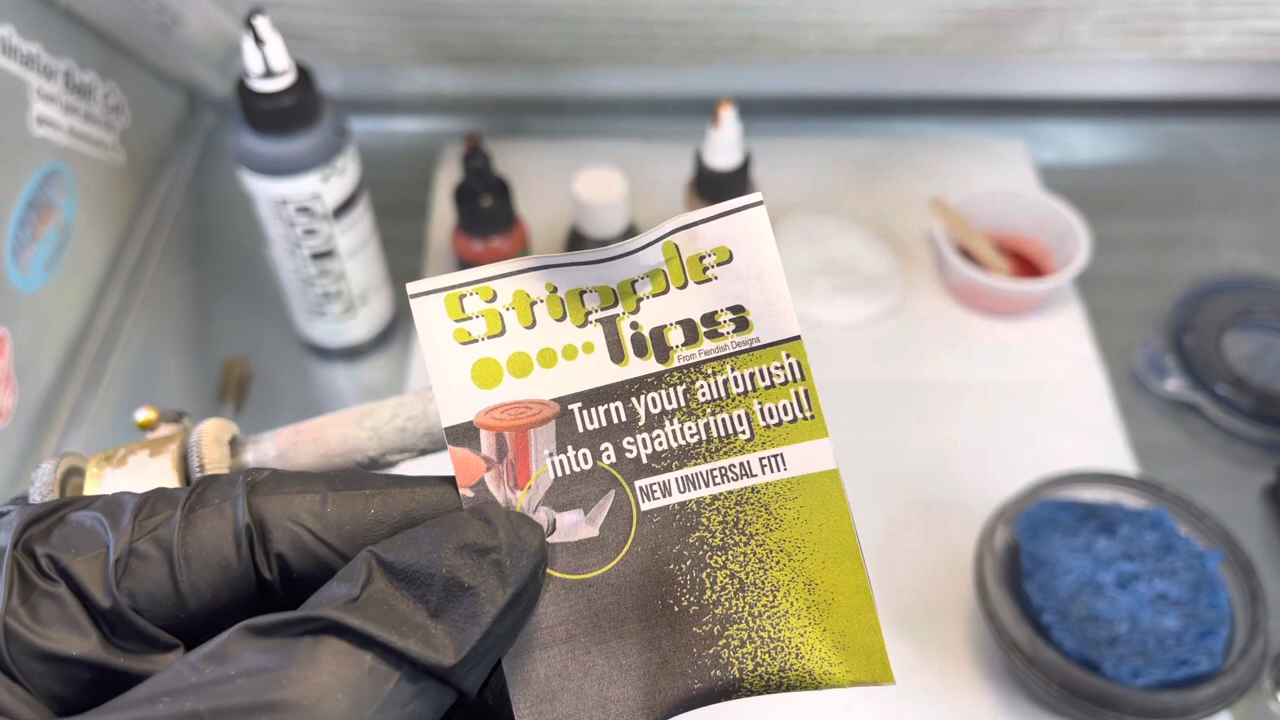 Stipple
Tips
From Fiendish Designs
Turn your airbrush
into a spattering tool!
NEW UNIVERSAL FIT!